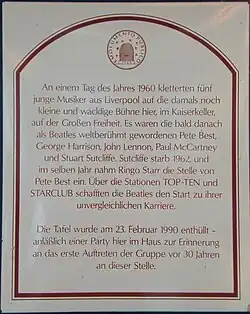 MONUMENTO PUBLICO
An einem Tag des Jahres 1960 kletterten fünf
junge Musiker aus Liverpool auf die damals noch
kleine und wacklige Bühne hier, im Kaiserkeller,
auf der Großen Freiheit. Es waren die bald danach
als Beatles weltberühmt gewordenen Pete Best,
George Harrison, John Lennon, Paul McCartney
und Stuart Sutcliffe. Sutcliffe starb 1962, und
im selben Jahr nahm Ringo Starr die Stelle von
Pete Best ein. Über die Stationen TOP-TEN und
STARCLUB schafften die Beatles den Start zu ihrer
unvergleichlichen Karriere.
Die Tafel wurde am 23. Februar 1990 enthüllt -
anläßlich einer Party hier im Haus zur Erinnerung
an das erste Auftreten der Gruppe vor 30 Jahren
an dieser Stelle.